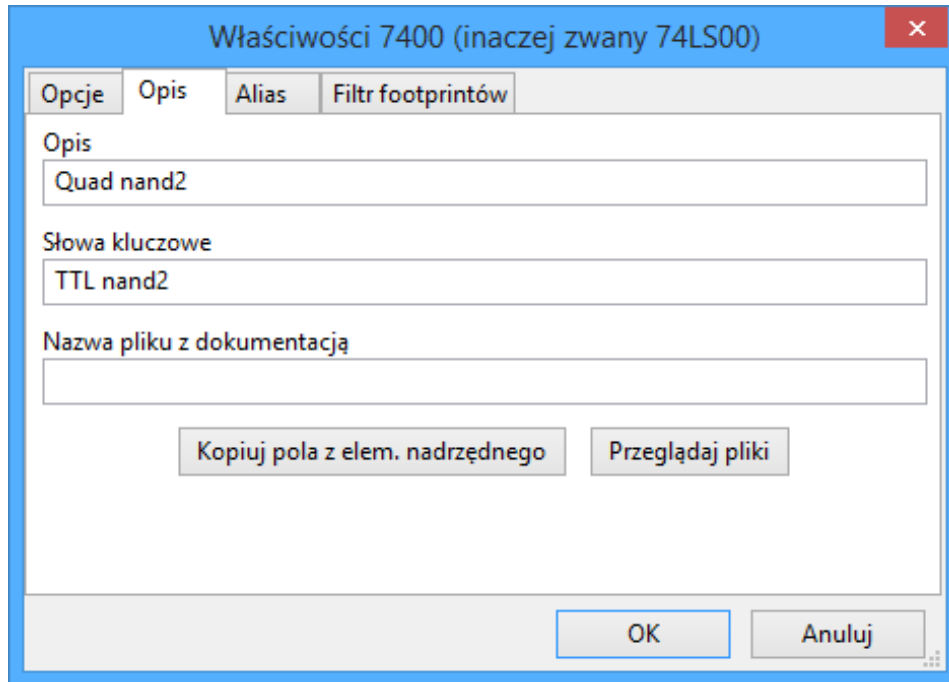 Właściwości 7400 (inaczej zwany 74LS00)
Opcje Opis Alias Filtr footprintów
Opis
Quad nand2
Słowa kluczowe
TTL nand2
Nazwa pliku z dokumentacją
Kopiuj pola z elem. nadrzędnego Przeglądaj pliki
OK Anuluj